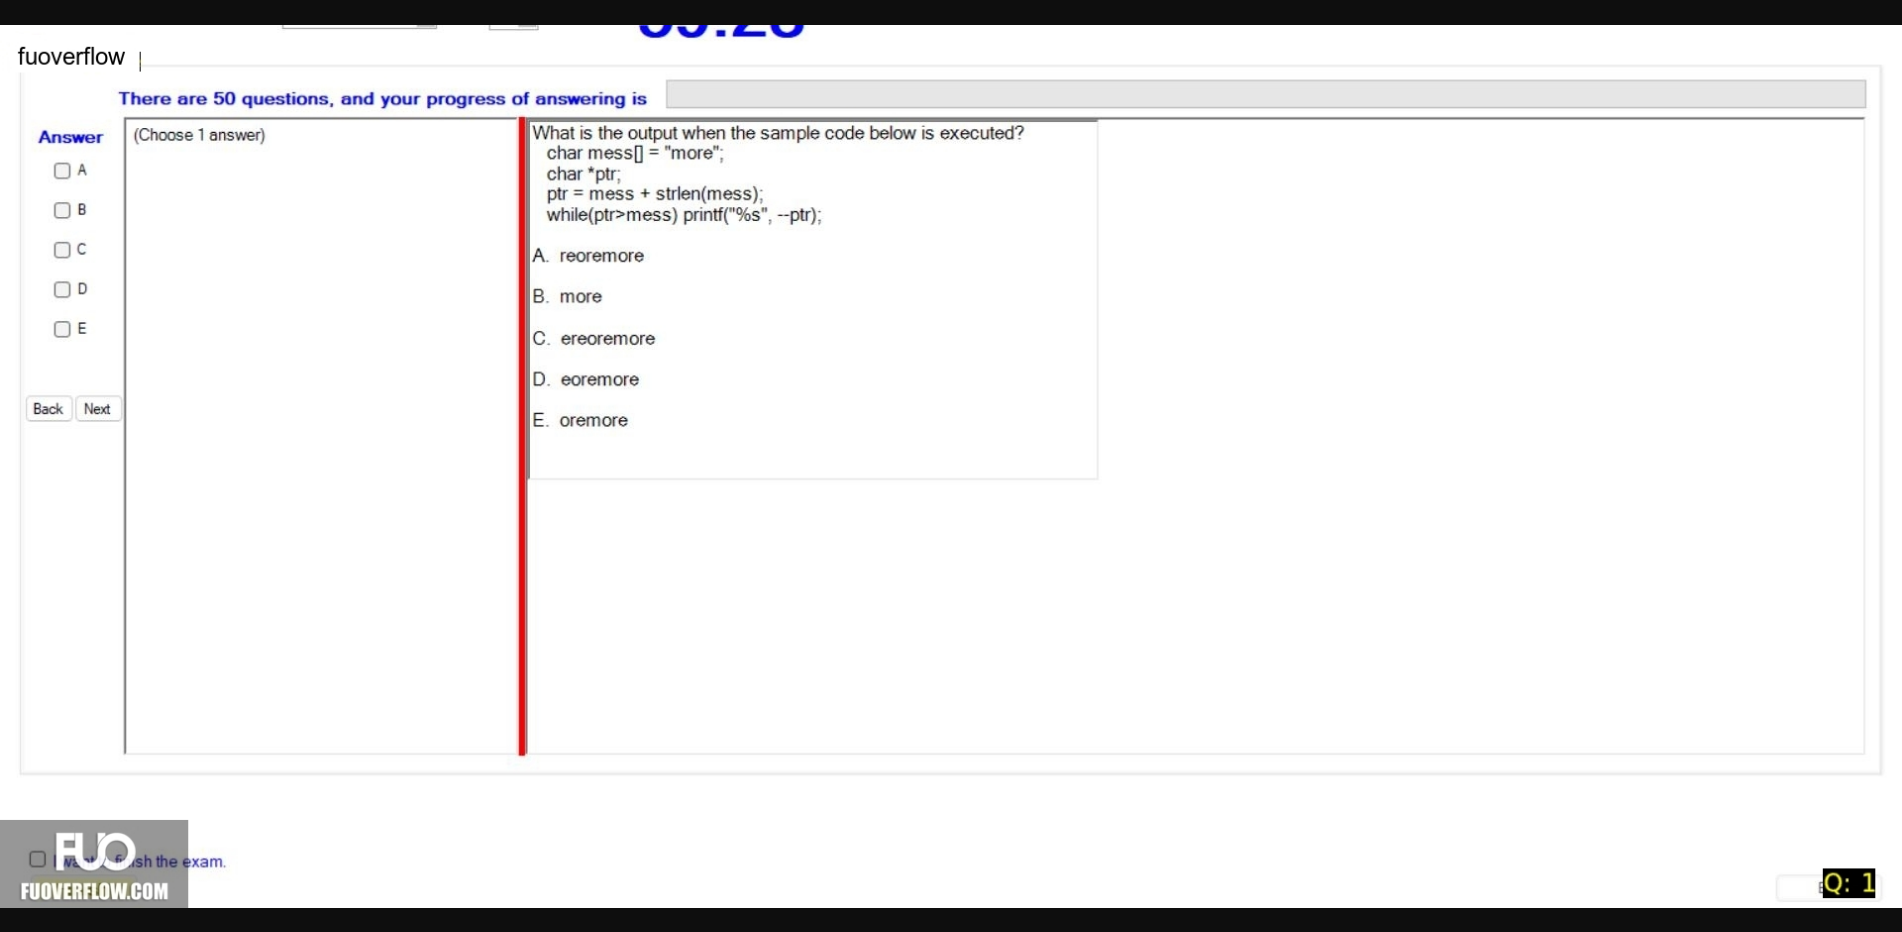 fuoverflow
There are 50 questions, and your progress of answering is
Answer
(Choose 1 answer)
A
B
C
D
E
Back Next
What is the output when the sample code below is executed?
char mess[] = "more";
char *ptr;
ptr = mess + strlen(mess);
while(ptr>mess) printf("%s", --ptr);
A. reoremore
B. more
C. ereoremore
D. eoremore
E. oremore
FUO
the exam.
FUOVERFLOW.COM
Q: 1